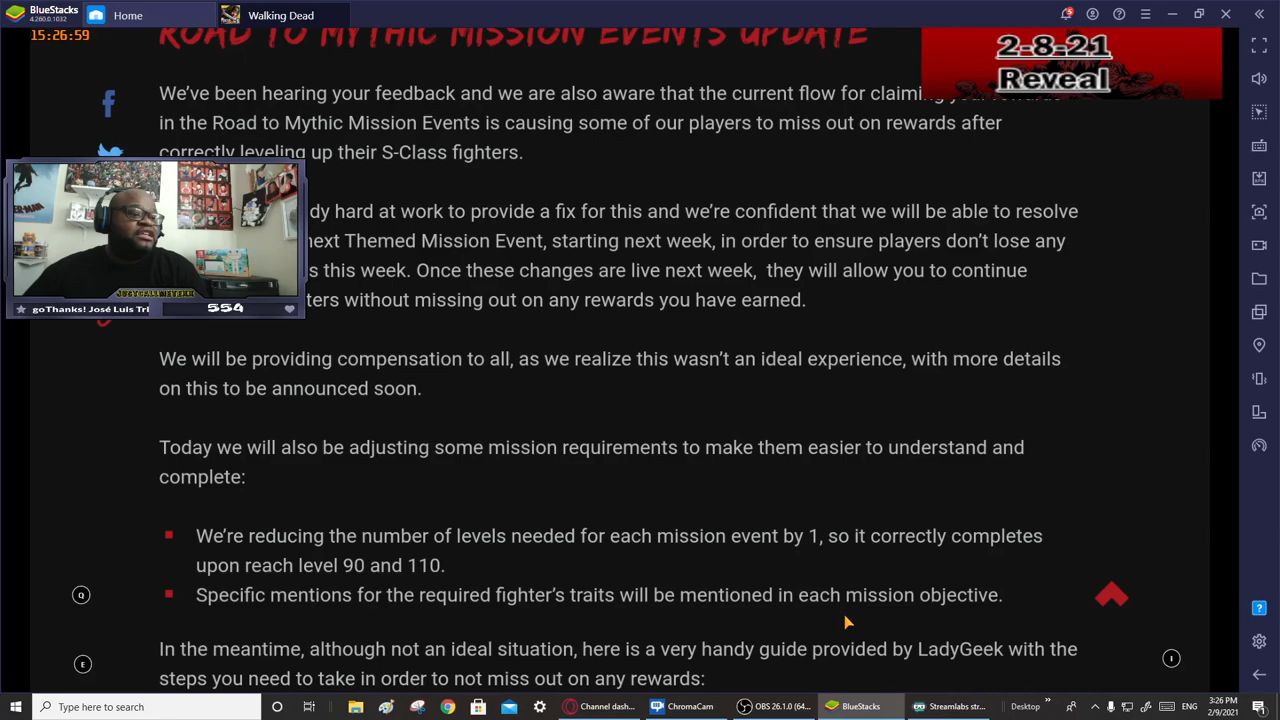 BlueStacks
4.260.0.1032
Home
Walking Dead
5
15:26:59
ROAD TO MYTHIC MISSION EVENTS UPDATE
2-8-21
Reveal
We've been hearing your feedback and we are also aware that the current flow for claiming your rewards
in the Road to Mythic Mission Events is causing some of our players to miss out on rewards after
correctly leveling up their S-Class fighters.
dy hard at work to provide a fix for this and we're confident that we will be able to resolve
next Themed Mission Event, starting next week, in order to ensure players don't lose any
s this week. Once these changes are live next week, they will allow you to continue
ters without missing out on any rewards you have earned.
JUSTCALLMYSKE
goThanks! José Luis Tri
554
We will be providing compensation to all, as we realize this wasn't an ideal experience, with more details
on this to be announced soon.
Today we will also be adjusting some mission requirements to make them easier to understand and
complete:
We're reducing the number of levels needed for each mission event by 1, so it correctly completes
upon reach level 90 and 110.
Specific mentions for the required fighter's traits will be mentioned in each mission objective.
Q
E
I
In the meantime, although not an ideal situation, here is a very handy guide provided by LadyGeek with the
steps you need to take in order to not miss out on any rewards:
Type here to search
Channel dash...
ChromaCam
OBS 26.1.0 (64...
BlueStacks
Streamlabs str...
Desktop
ENG
3:26 PM
2/9/2021